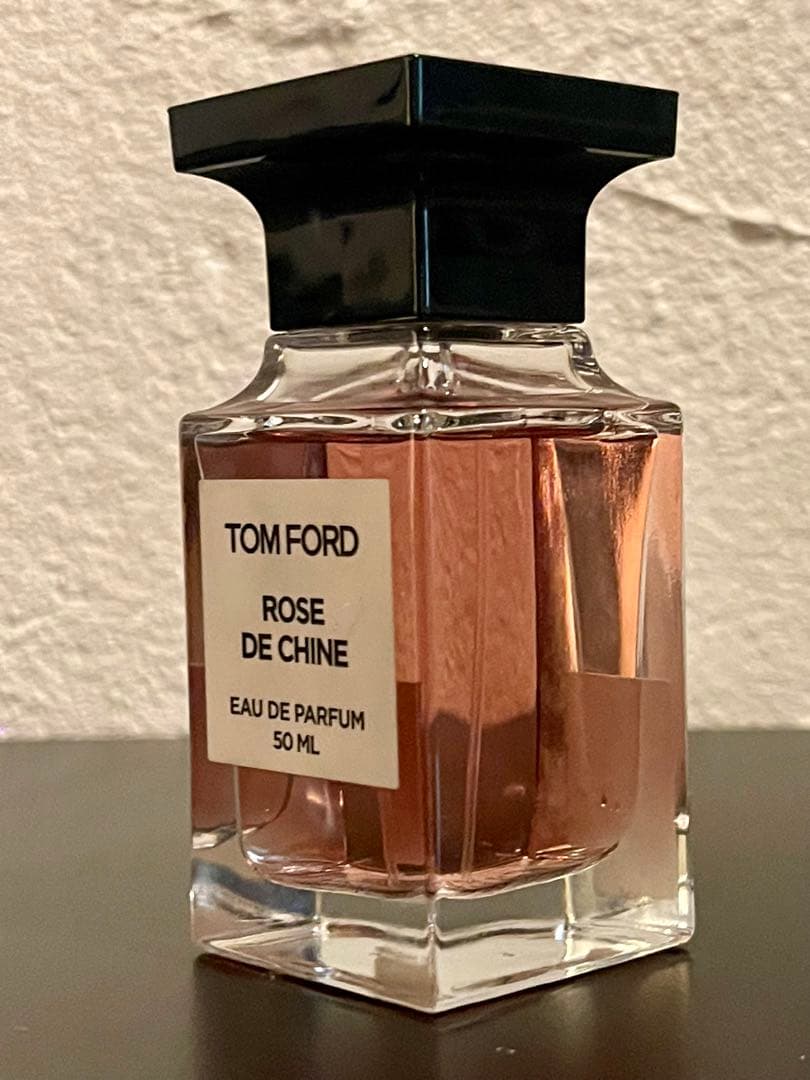 TOM FORD
ROSE
DE CHINE
EAU DE PARFUM
50 ML